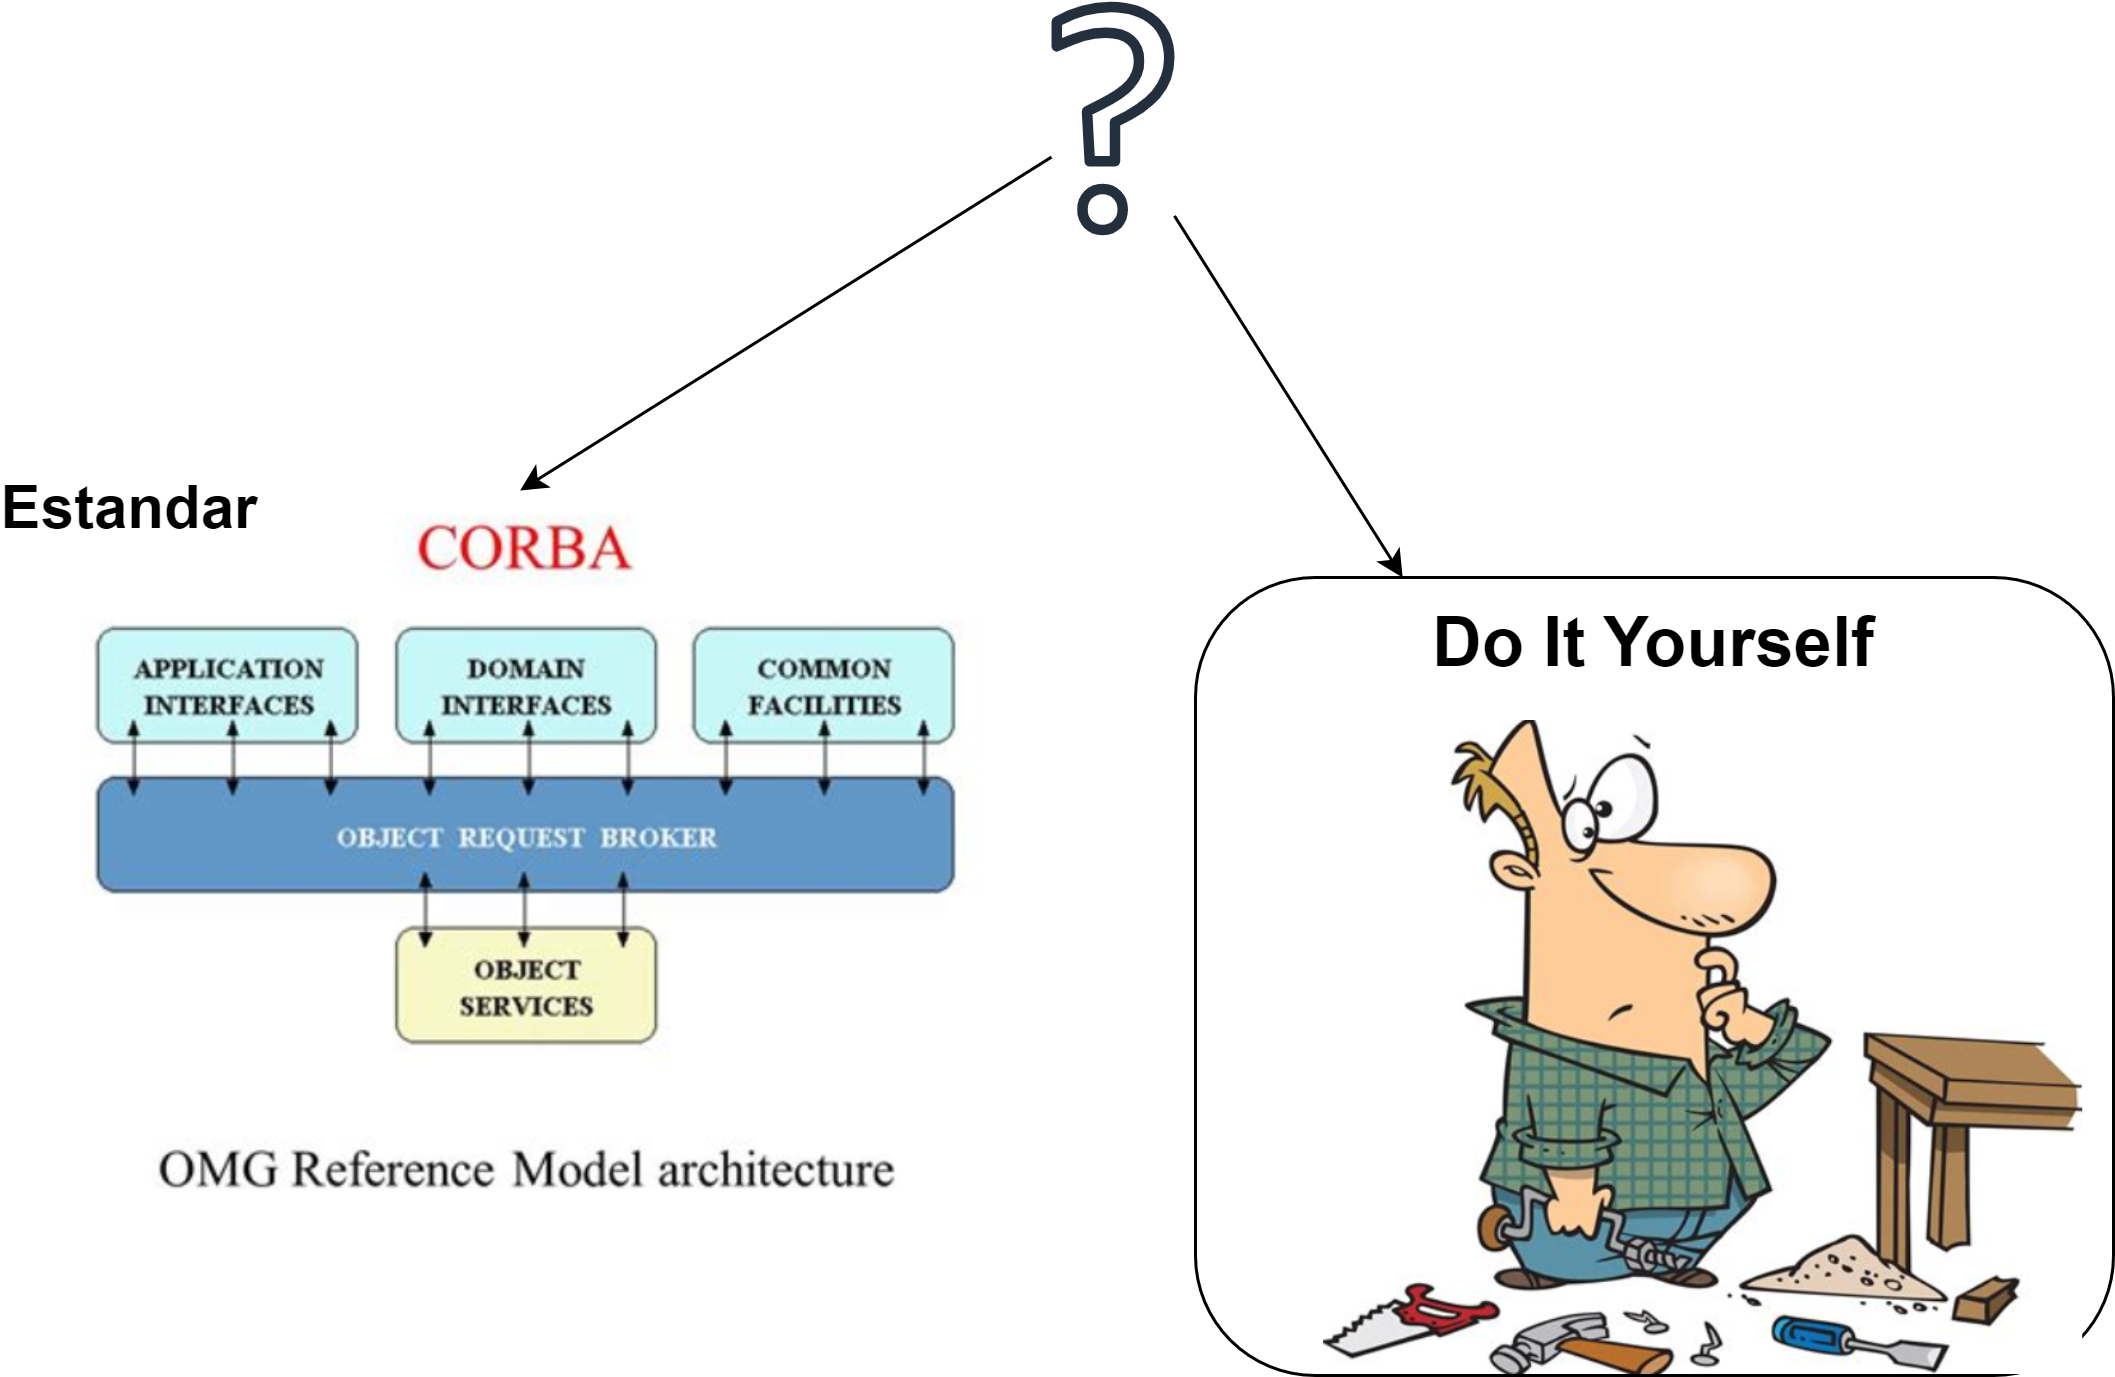 ?
Estandar
CORBA
APPLICATION
INTERFACES
DOMAIN
INTERFACES
COMMON
FACILITIES
OBJECT REQUEST BROKER
OBJECT
SERVICES
OMG Reference Model architecture
Do It Yourself